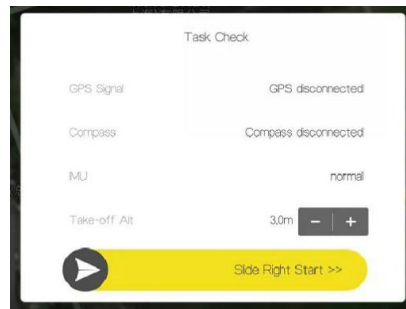 Task Check
GPS Signal GPS disconnected
Compass Compass disconnected
IMU normal
Take-off Alt 3.0m − | +
Slide Right Start >>